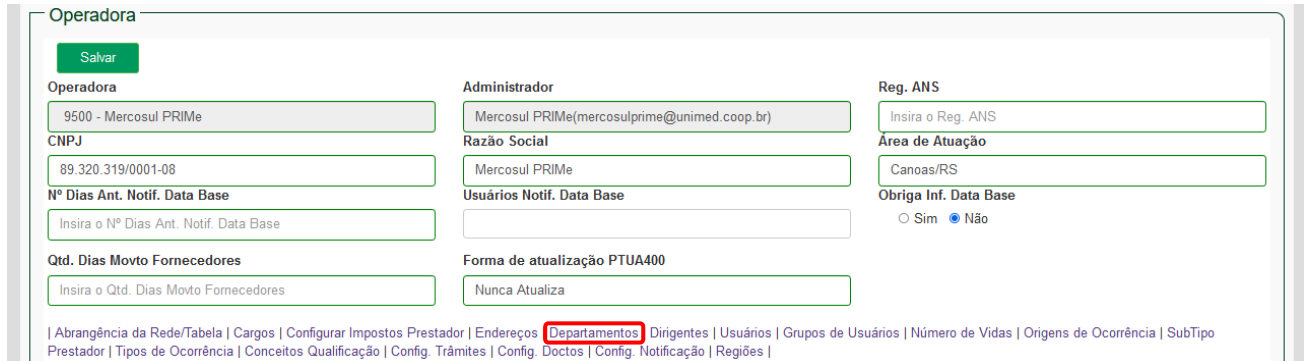 Operadora
Salvar
Operadora Administrador Reg. ANS
9500 - Mercosul PRIMe Mercosul PRIMe(mercosulprime@unimed.coop.br) Insira o Reg. ANS
CNPJ Razão Social Área de Atuação
89.320.319/0001-08 Mercosul PRIMe Canoas/RS
Nº Dias Ant. Notif. Data Base Usuários Notif. Data Base Obriga Inf. Data Base
Insira o Nº Dias Ant. Notif. Data Base Sim Não
Qtd. Dias Movto Fornecedores Forma de atualização PTUA400
Insira o Qtd. Dias Movto Fornecedores Nunca Atualiza
| Abrangência da Rede/Tabela | Cargos | Configurar Impostos Prestador | Endereços Departamentos Dirigentes | Usuários | Grupos de Usuários | Número de Vidas | Origens de Ocorrência | SubTipo
Prestador | Tipos de Ocorrência | Conceitos Qualificação | Config. Trâmites | Config. Doctos | Config. Notificação | Regiões |